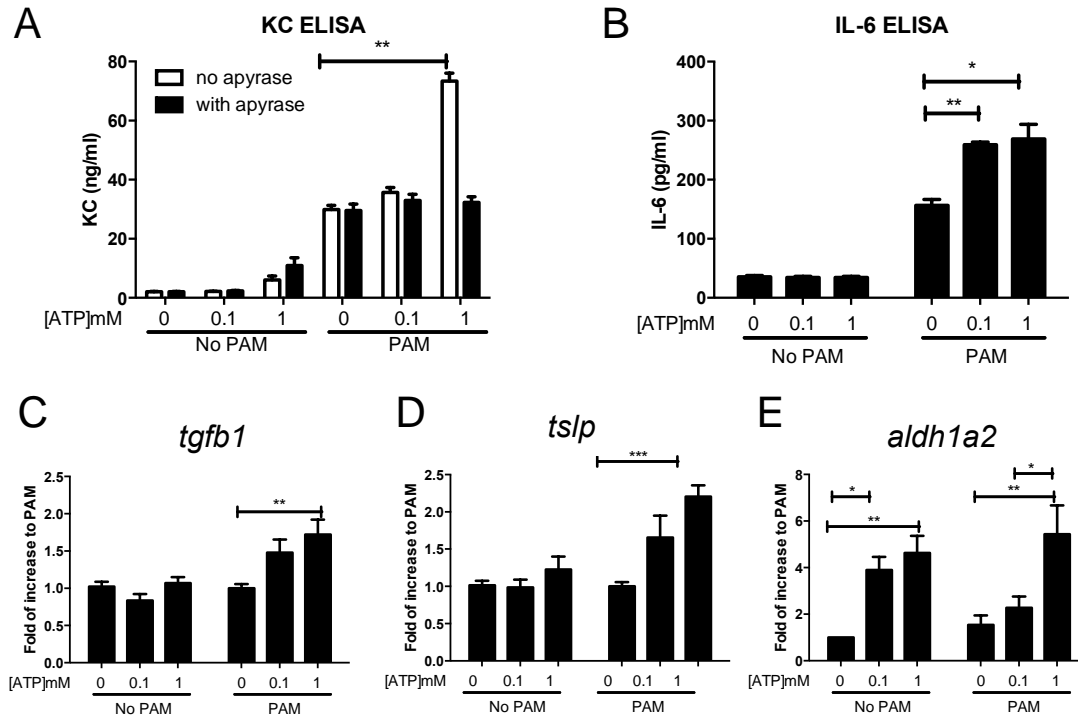 A
KC ELISA
KC (ng/ml)
80
60
40
20
0
no apyrase
with apyrase
**
[ATP]mM
0 0.1 1 0 0.1 1
No PAM PAM
B
IL-6 ELISA
IL-6 (pg/ml)
400
300
200
100
0
*
**
[ATP]mM
0 0.1 1 0 0.1 1
No PAM PAM
C
tgfb1
Fold of increase to PAM
2.5
2.0
1.5
1.0
0.5
0.0
**
[ATP]mM
0 0.1 1 0 0.1 1
No PAM PAM
D
tslp
Fold of increase to PAM
2.5
2.0
1.5
1.0
0.5
0.0
***
[ATP]mM
0 0.1 1 0 0.1 1
No PAM PAM
E
aldh1a2
Fold of increase to PAM
8
6
4
2
0
*
**
*
**
[ATP]mM
0 0.1 1 0 0.1 1
No PAM PAM